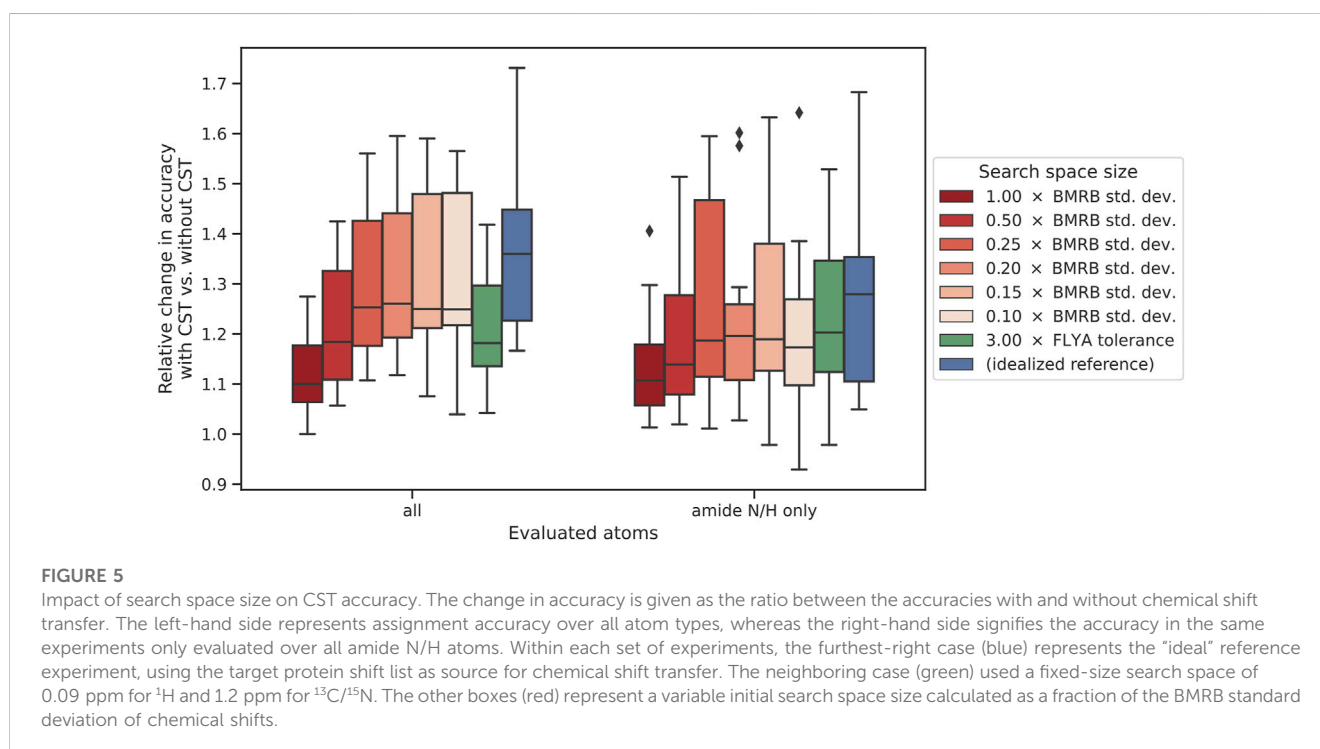 Relative change in accuracy
with CST vs. without CST
1.7
1.6
1.5
1.4
1.3
1.2
1.1
1.0
0.9
all
amide N/H only
Evaluated atoms
Search space size
1.00 × BMRB std. dev.
0.50 × BMRB std. dev.
0.25 × BMRB std. dev.
0.20 × BMRB std. dev.
0.15 × BMRB std. dev.
0.10 × BMRB std. dev.
3.00 × FLYA tolerance
(idealized reference)
FIGURE 5
Impact of search space size on CST accuracy. The change in accuracy is given as the ratio between the accuracies with and without chemical shift
transfer. The left-hand side represents assignment accuracy over all atom types, whereas the right-hand side signifies the accuracy in the same
experiments only evaluated over all amide N/H atoms. Within each set of experiments, the furthest-right case (blue) represents the “ideal” reference
experiment, using the target protein shift list as source for chemical shift transfer. The neighboring case (green) used a fixed-size search space of
0.09 ppm for ¹H and 1.2 ppm for ¹³C/¹⁵N. The other boxes (red) represent a variable initial search space size calculated as a fraction of the BMRB standard
deviation of chemical shifts.